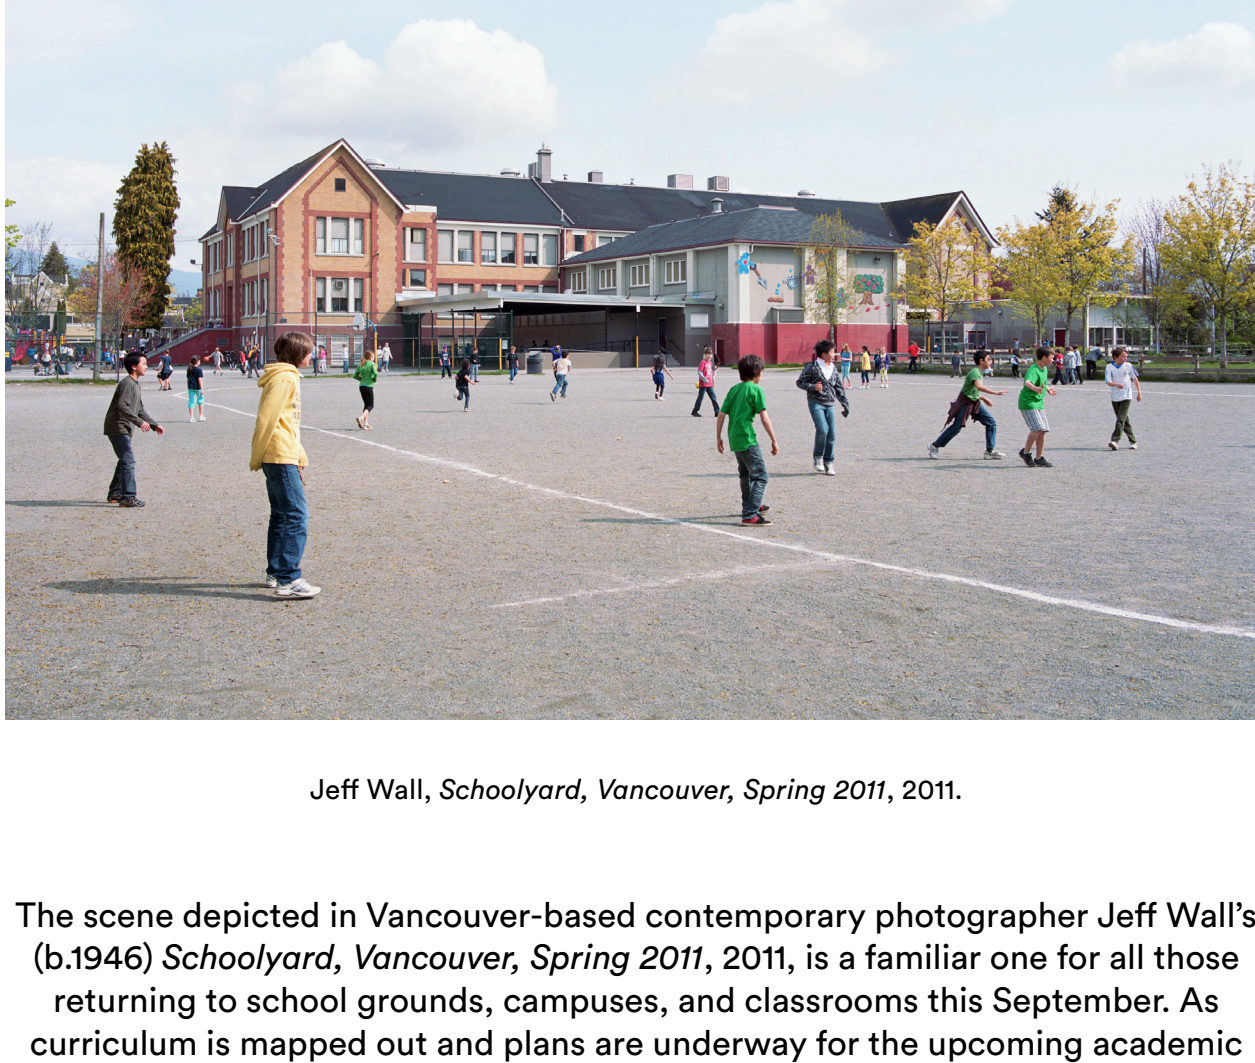 Jeff Wall, Schoolyard, Vancouver, Spring 2011, 2011.
The scene depicted in Vancouver-based contemporary photographer Jeff Wall’s
(b.1946) Schoolyard, Vancouver, Spring 2011, 2011, is a familiar one for all those
returning to school grounds, campuses, and classrooms this September. As
curriculum is mapped out and plans are underway for the upcoming academic